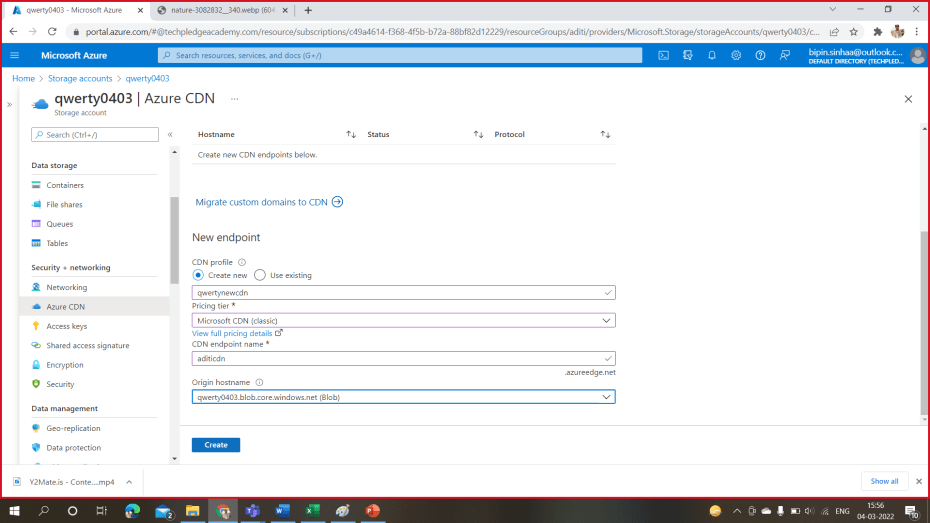 qwerty0403 - Microsoft Azure
nature-3082832__340.webp (604
portal.azure.com/#@techpledgeacademy.com/resource/subscriptions/c49a4614-f368-4f5b-b72a-88bf82d12229/resourceGroups/aditi/providers/Microsoft.Storage/storageAccounts/qwerty0403/c...
Microsoft Azure
Search resources, services, and docs (G+/)
bipin.sinhaa@outlook.c...
DEFAULT DIRECTORY (TECHPLED...
Home > Storage accounts > qwerty0403
qwerty0403 | Azure CDN ...
Storage account
Search (Ctrl+/)
Data storage
Containers
File shares
Queues
Tables
Security + networking
Networking
Azure CDN
Access keys
Shared access signature
Encryption
Security
Data management
Geo-replication
Data protection
Hostname
Status
Protocol
Create new CDN endpoints below.
Migrate custom domains to CDN
New endpoint
CDN profile
Create new
Use existing
qwertynewcdn
Pricing tier *
Microsoft CDN (classic)
View full pricing details
CDN endpoint name *
aditicdn
.azureedge.net
Origin hostname
qwerty0403.blob.core.windows.net (Blob)
Create
Y2Mate.is - Conte....mp4
Show all
2
ENG
15:56
04-03-2022
10